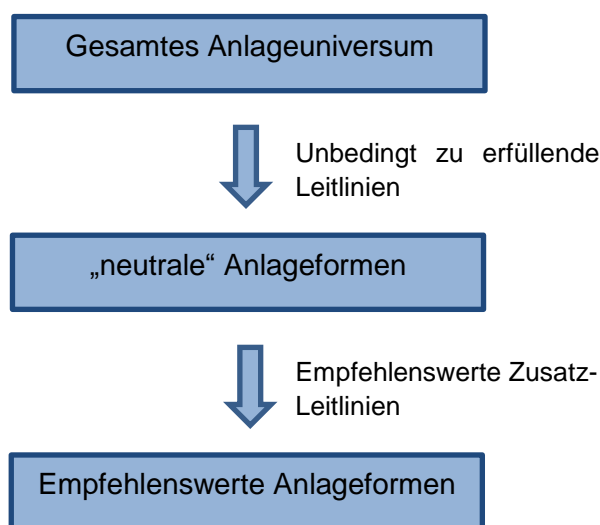 Gesamtes Anlageuniversum
Unbedingt zu erfüllende
Leitlinien
„neutrale“ Anlageformen
Empfehlenswerte Zusatz-
Leitlinien
Empfehlenswerte Anlageformen